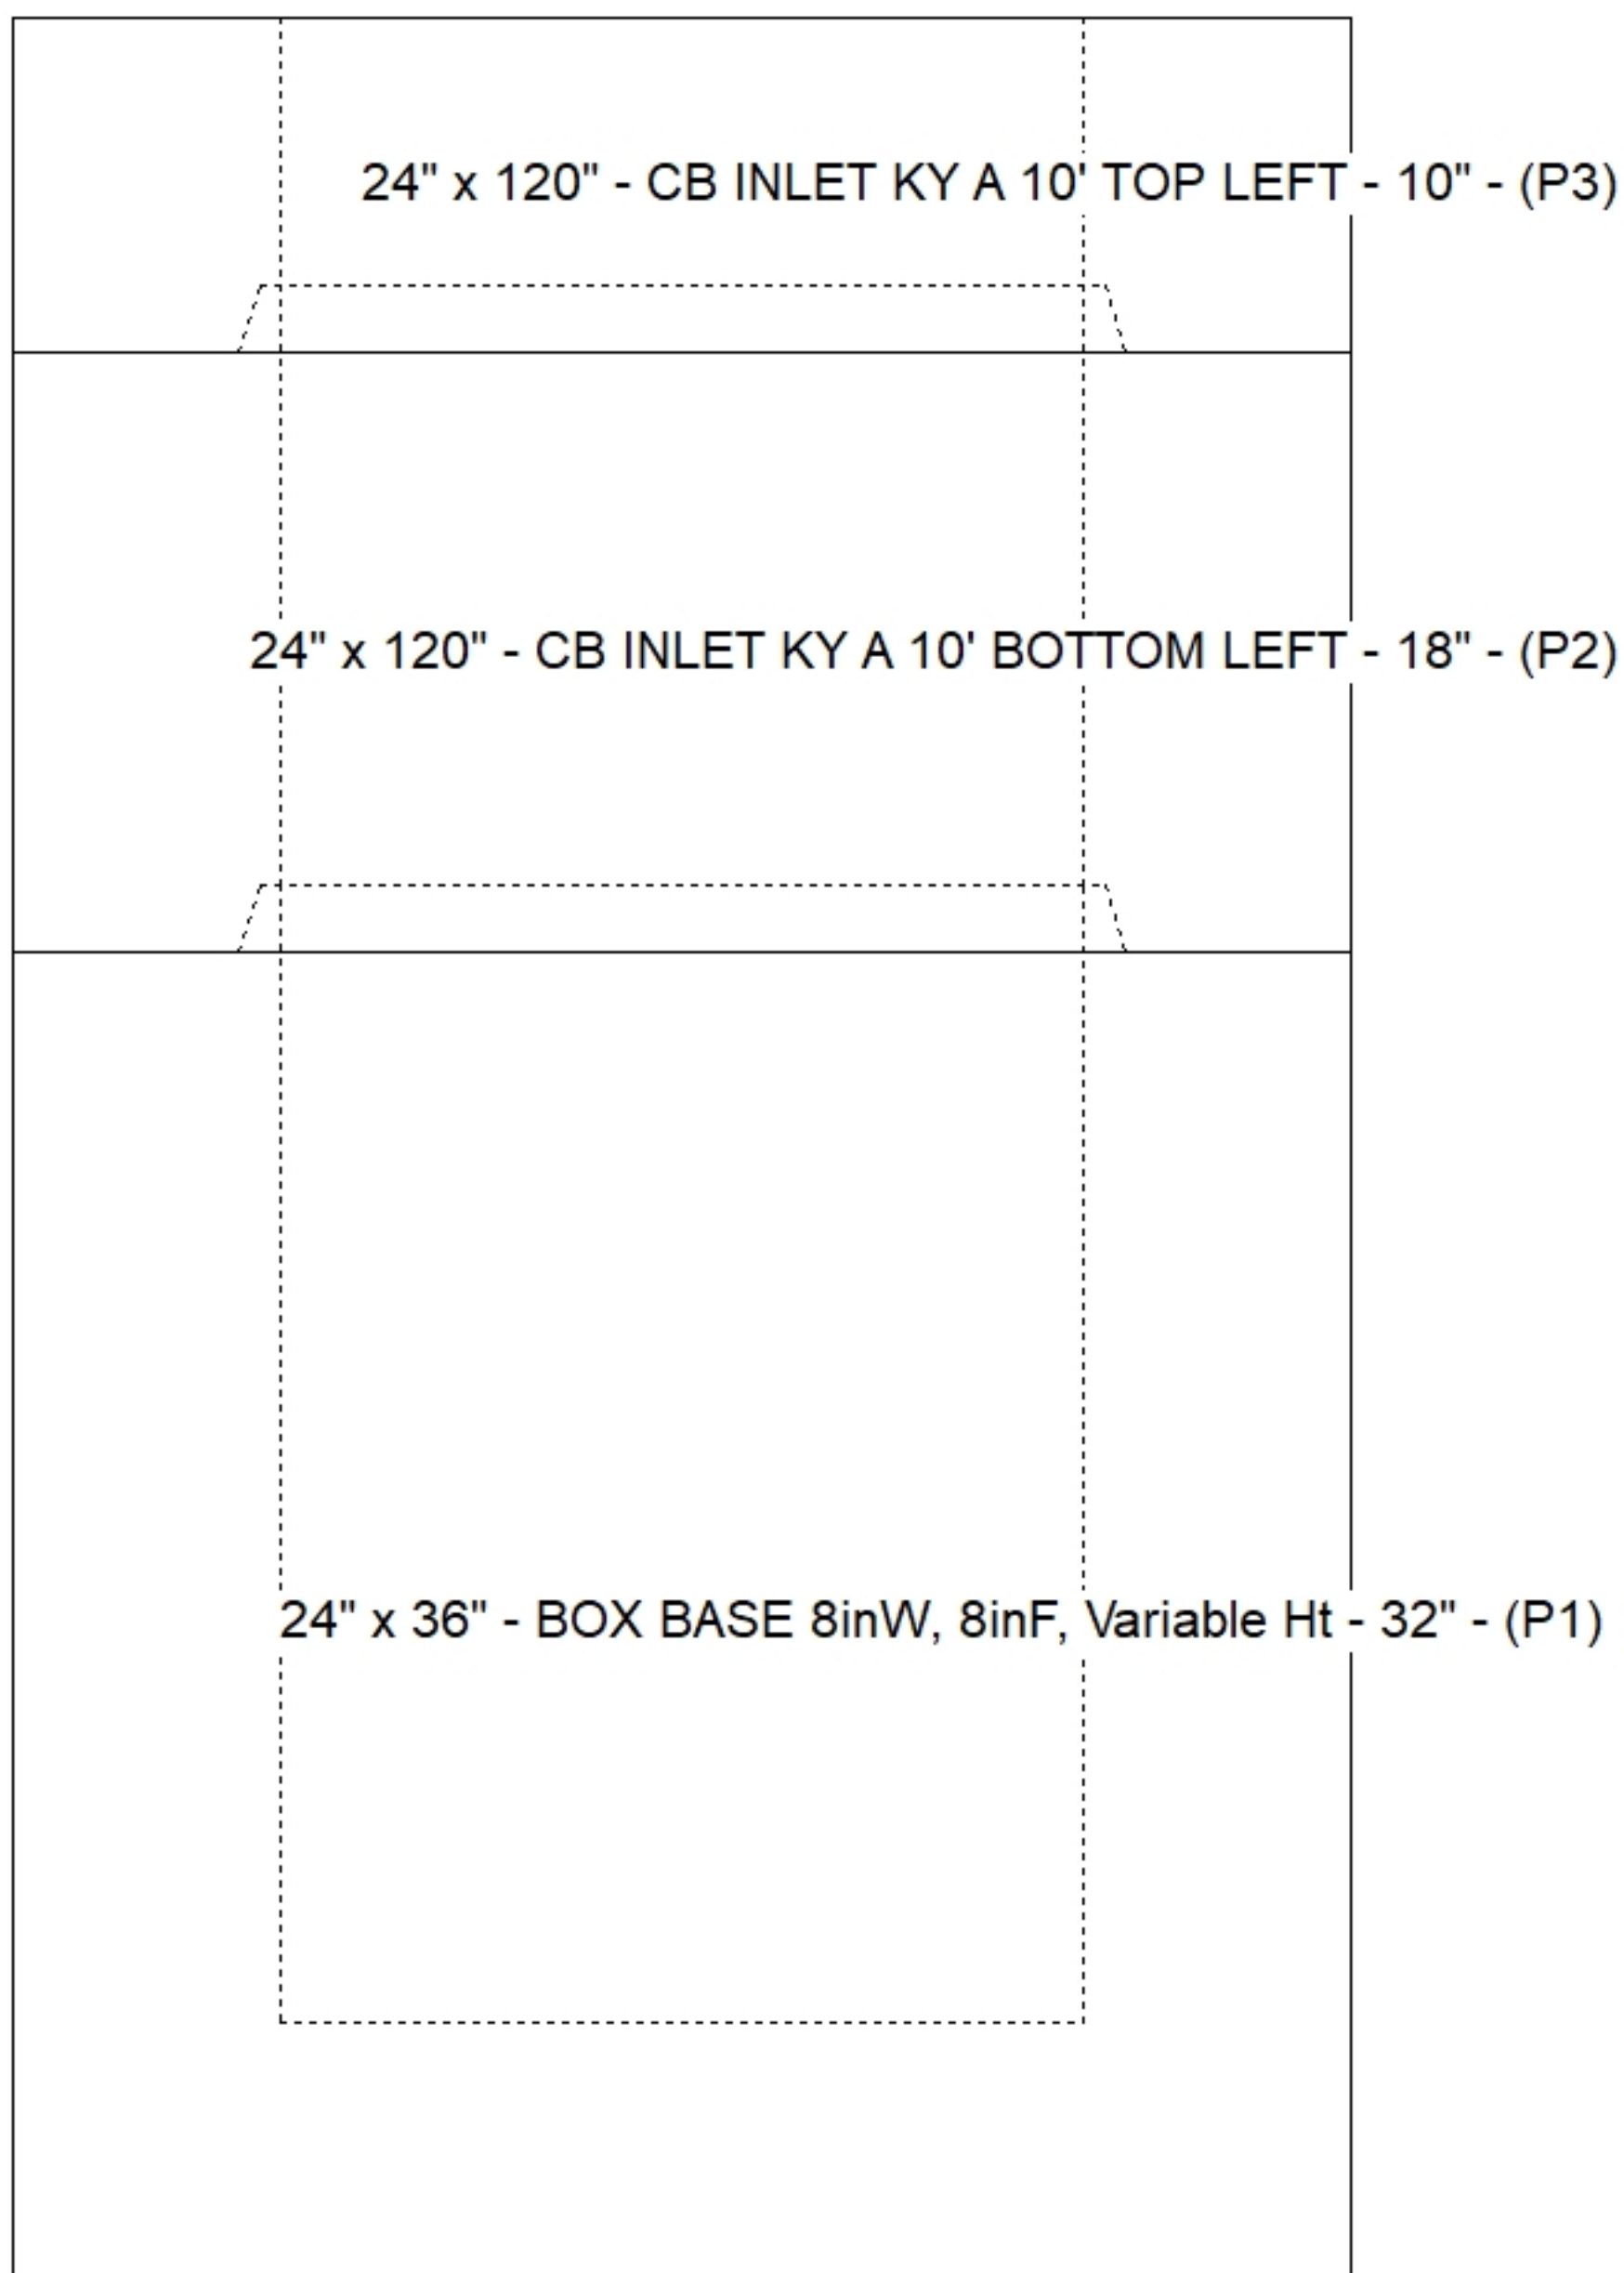 24" x 120" - CB INLET KY A 10' TOP LEFT - 10" - (P3)
24" x 120" - CB INLET KY A 10' BOTTOM LEFT - 18" - (P2)
24" x 36" - BOX BASE 8inW, 8inF, Variable Ht - 32" - (P1)